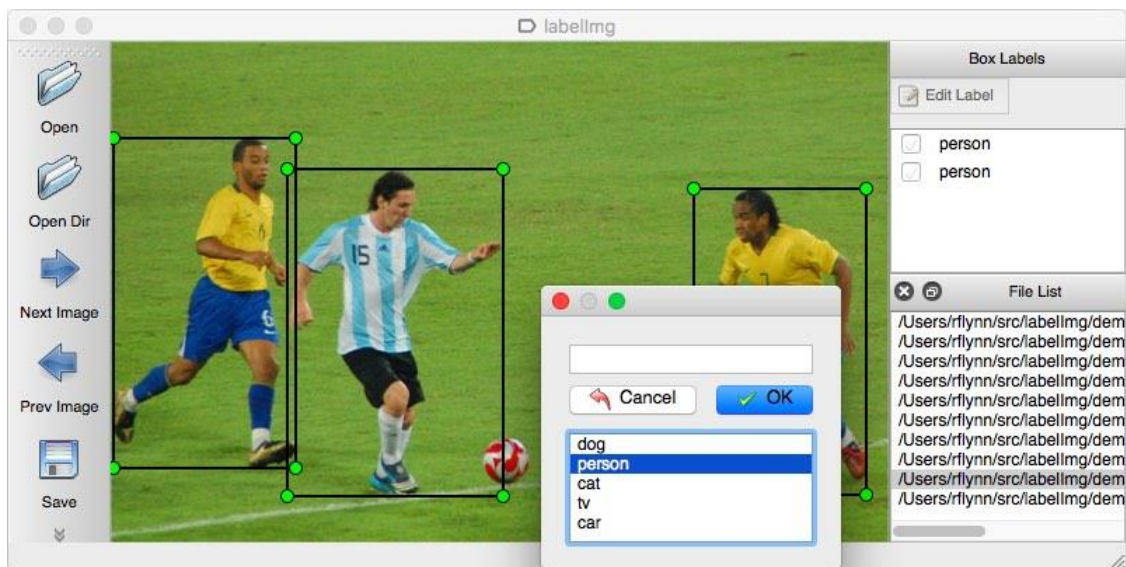 labelImg
Open
Open Dir
Next Image
Prev Image
Save
6
6
15
7
Cancel
OK
dog
person
cat
tv
car
Box Labels
Edit Label
person
person
File List
/Users/rflynn/src/labelImg/dem
/Users/rflynn/src/labelImg/dem
/Users/rflynn/src/labelImg/dem
/Users/rflynn/src/labelImg/dem
/Users/rflynn/src/labelImg/dem
/Users/rflynn/src/labelImg/dem
/Users/rflynn/src/labelImg/dem
/Users/rflynn/src/labelImg/dem
/Users/rflynn/src/labelImg/dem
/Users/rflynn/src/labelImg/dem